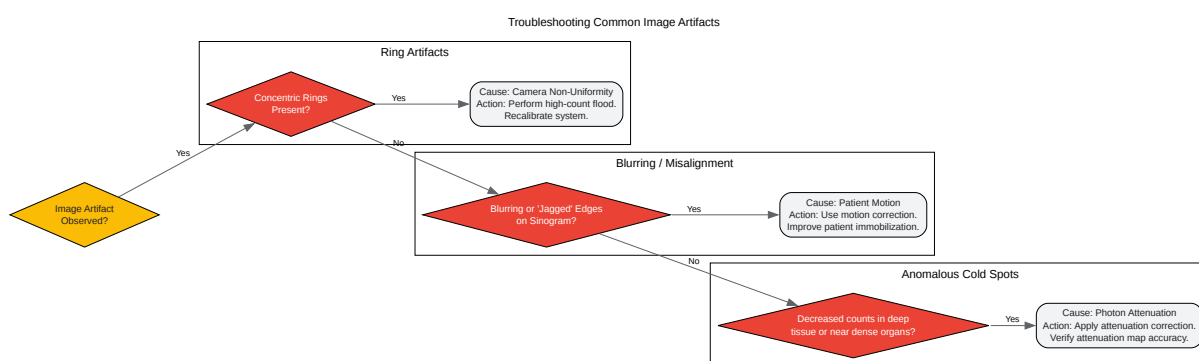 Troubleshooting Common Image Artifacts
Ring Artifacts
Concentric Rings
Present?
Yes
Cause: Camera Non-Uniformity
Action: Perform high-count flood.
Recalibrate system.
Yes
No
Image Artifact
Observed?
Blurring / Misalignment
Blurring or 'Jagged' Edges
on Sinogram?
Yes
Cause: Patient Motion
Action: Use motion correction.
Improve patient immobilization.
No
Anomalous Cold Spots
Decreased counts in deep
tissue or near dense organs?
Yes
Cause: Photon Attenuation
Action: Apply attenuation correction.
Verify attenuation map accuracy.